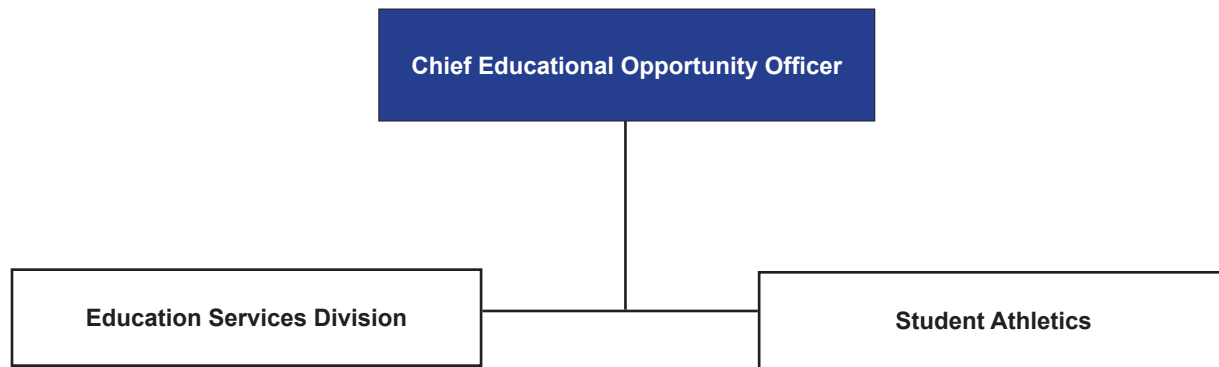 Chief Educational Opportunity Officer
Education Services Division
Student Athletics